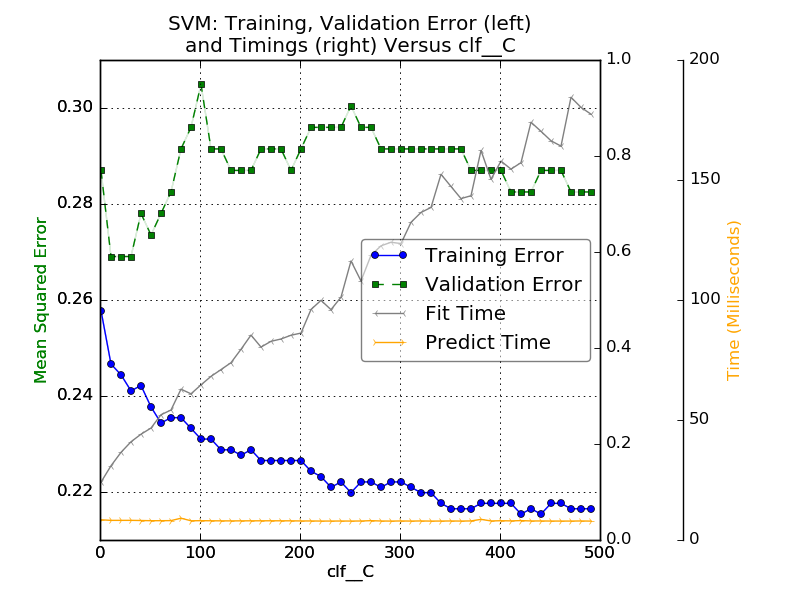 SVM: Training, Validation Error (left)
and Timings (right) Versus clf__C
Mean Squared Error
0.30
0.28
0.26
0.24
0.22
1.0
0.8
0.6
0.4
0.2
0.0
200
150
100
50
0
Time (Milliseconds)
Training Error
Validation Error
Fit Time
Predict Time
0 100 200 300 400 500
clf__C